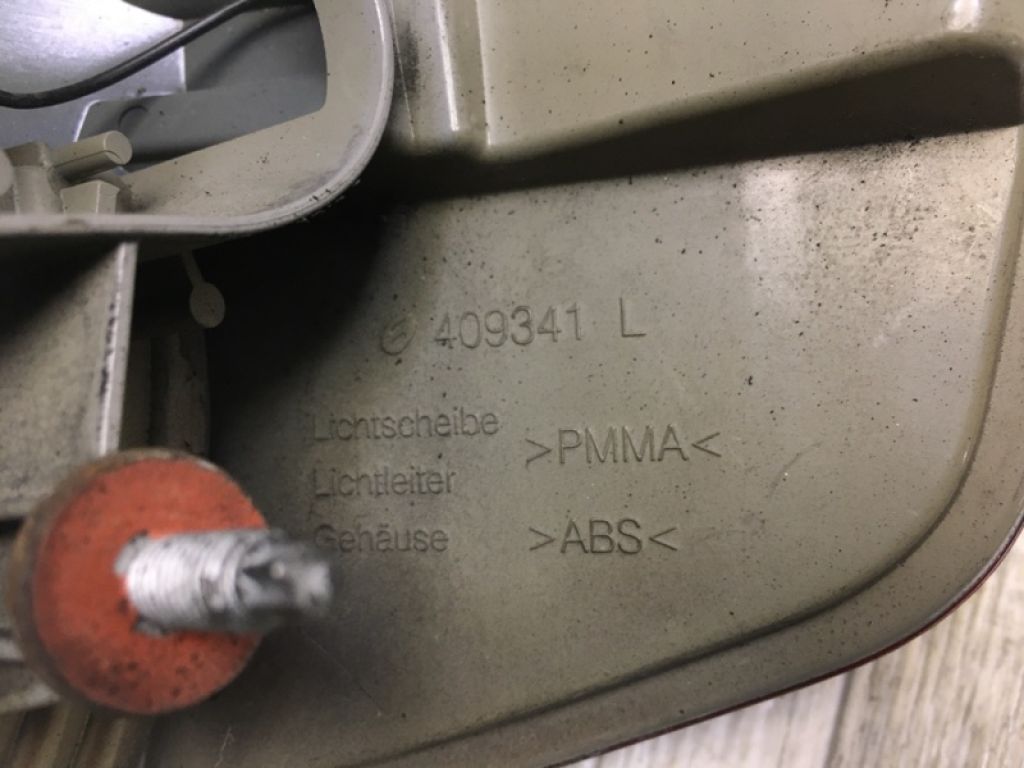 409341 L
Lichtscheibe
>PMMA<
Lichtleiter
Gehäuse >ABS<